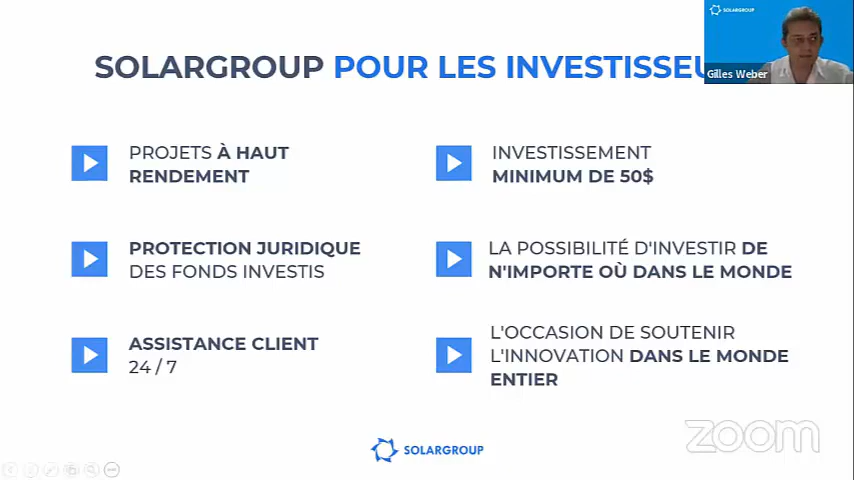 SOLARGROUP
Gilles Weber
SOLARGROUP POUR LES INVESTISSEU
PROJETS À HAUT
RENDEMENT
INVESTISSEMENT
MINIMUM DE 50$
PROTECTION JURIDIQUE
DES FONDS INVESTIS
LA POSSIBILITÉ D'INVESTIR DE
N'IMPORTE OÙ DANS LE MONDE
ASSISTANCE CLIENT
24 / 7
L'OCCASION DE SOUTENIR
L'INNOVATION DANS LE MONDE
ENTIER
SOLARGROUP
zoom